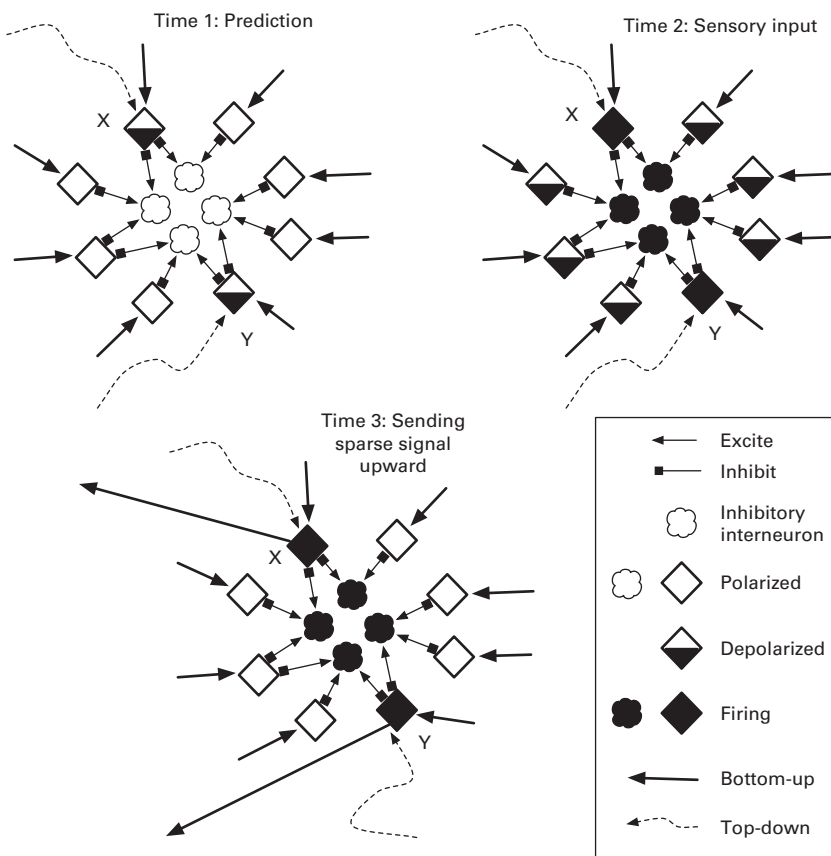 Time 1: Prediction
X
Y
Time 2: Sensory input
X
Y
Time 3: Sending
sparse signal
upward
X
Y
Excite
Inhibit
Inhibitory
interneuron
Polarized
Depolarized
Firing
Bottom-up
Top-down